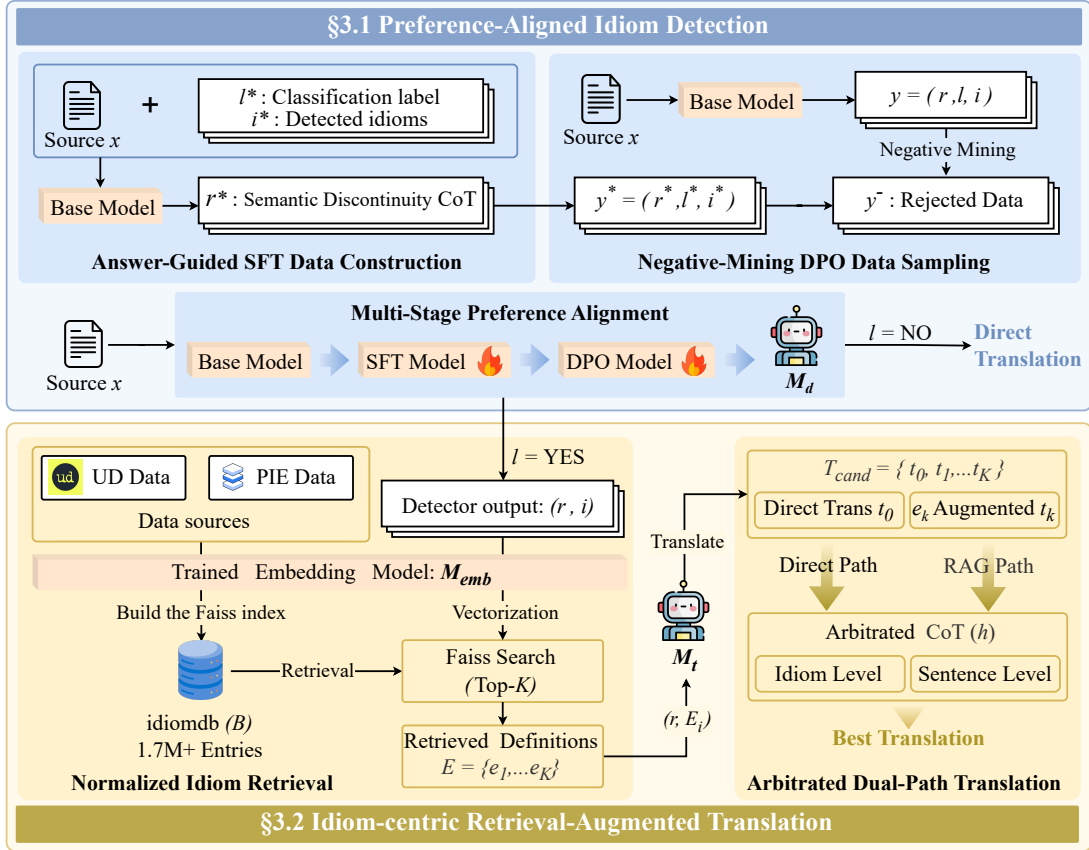 §3.1 Preference-Aligned Idiom Detection
Source x
+
l* : Classification label
i* : Detected idioms
Base Model
r* : Semantic Discontinuity CoT
Answer-Guided SFT Data Construction
Source x
Base Model
y = ( r ,l, i )
Negative Mining
y* = ( r*,l*, i*)
y- : Rejected Data
Negative-Mining DPO Data Sampling
Multi-Stage Preference Alignment
Source x
Base Model
SFT Model
DPO Model
Md
l = NO
Direct
Translation
ud
UD Data
PIE Data
Data sources
l = YES
Detector output: (r , i)
Trained Embedding Model: Memb
Build the Faiss index
Vectorization
Retrieval
Faiss Search
(Top-K)
idiomdb (B)
1.7M+ Entries
Retrieved Definitions
E = {e1,...eK}
Normalized Idiom Retrieval
(r, Ei)
Mt
Translate
Tcand = { t0, t1,...tK }
Direct Trans t0
ek Augmented tk
Direct Path
RAG Path
Arbitrated CoT (h)
Idiom Level
Sentence Level
Best Translation
Arbitrated Dual-Path Translation
§3.2 Idiom-centric Retrieval-Augmented Translation